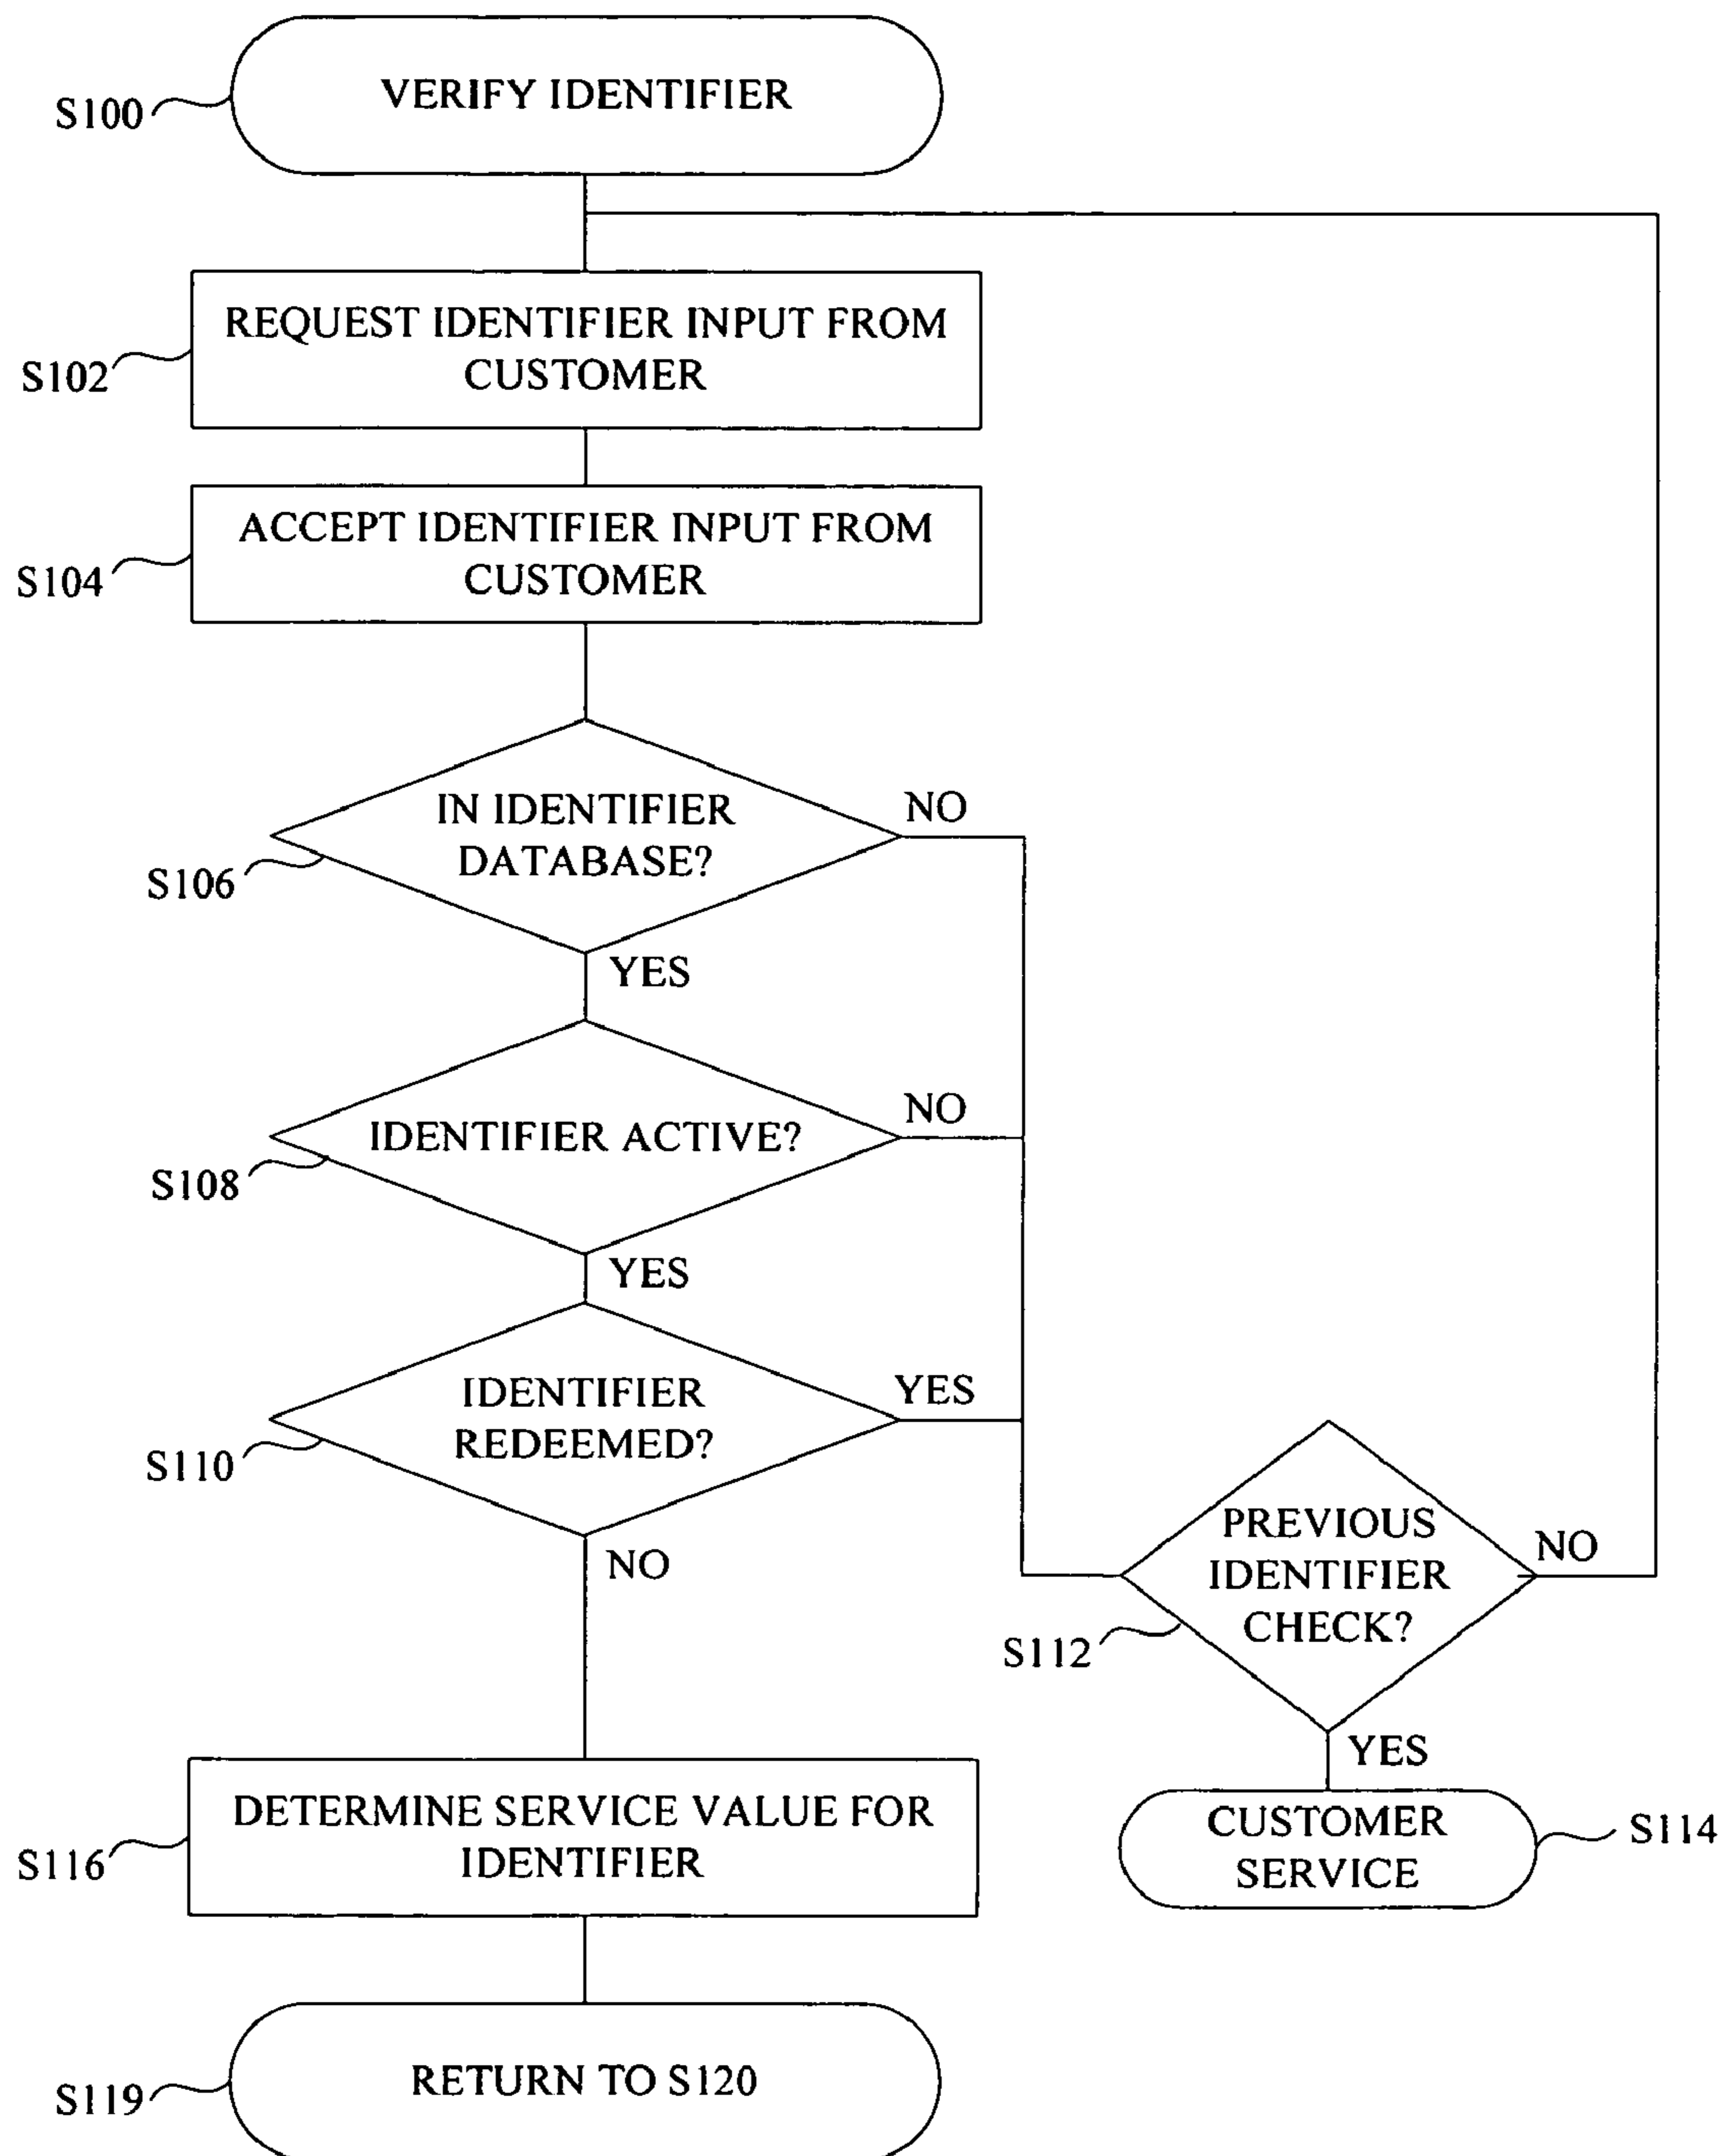 VERIFY IDENTIFIER
S100
REQUEST IDENTIFIER INPUT FROM
CUSTOMER
S102
ACCEPT IDENTIFIER INPUT FROM
CUSTOMER
S104
IN IDENTIFIER
DATABASE?
NO
S106
YES
IDENTIFIER ACTIVE?
NO
S108
YES
IDENTIFIER
REDEEMED?
YES
S110
NO
PREVIOUS
IDENTIFIER
CHECK?
NO
S112
YES
CUSTOMER
SERVICE
S114
DETERMINE SERVICE VALUE FOR
IDENTIFIER
S116
RETURN TO S120
S119